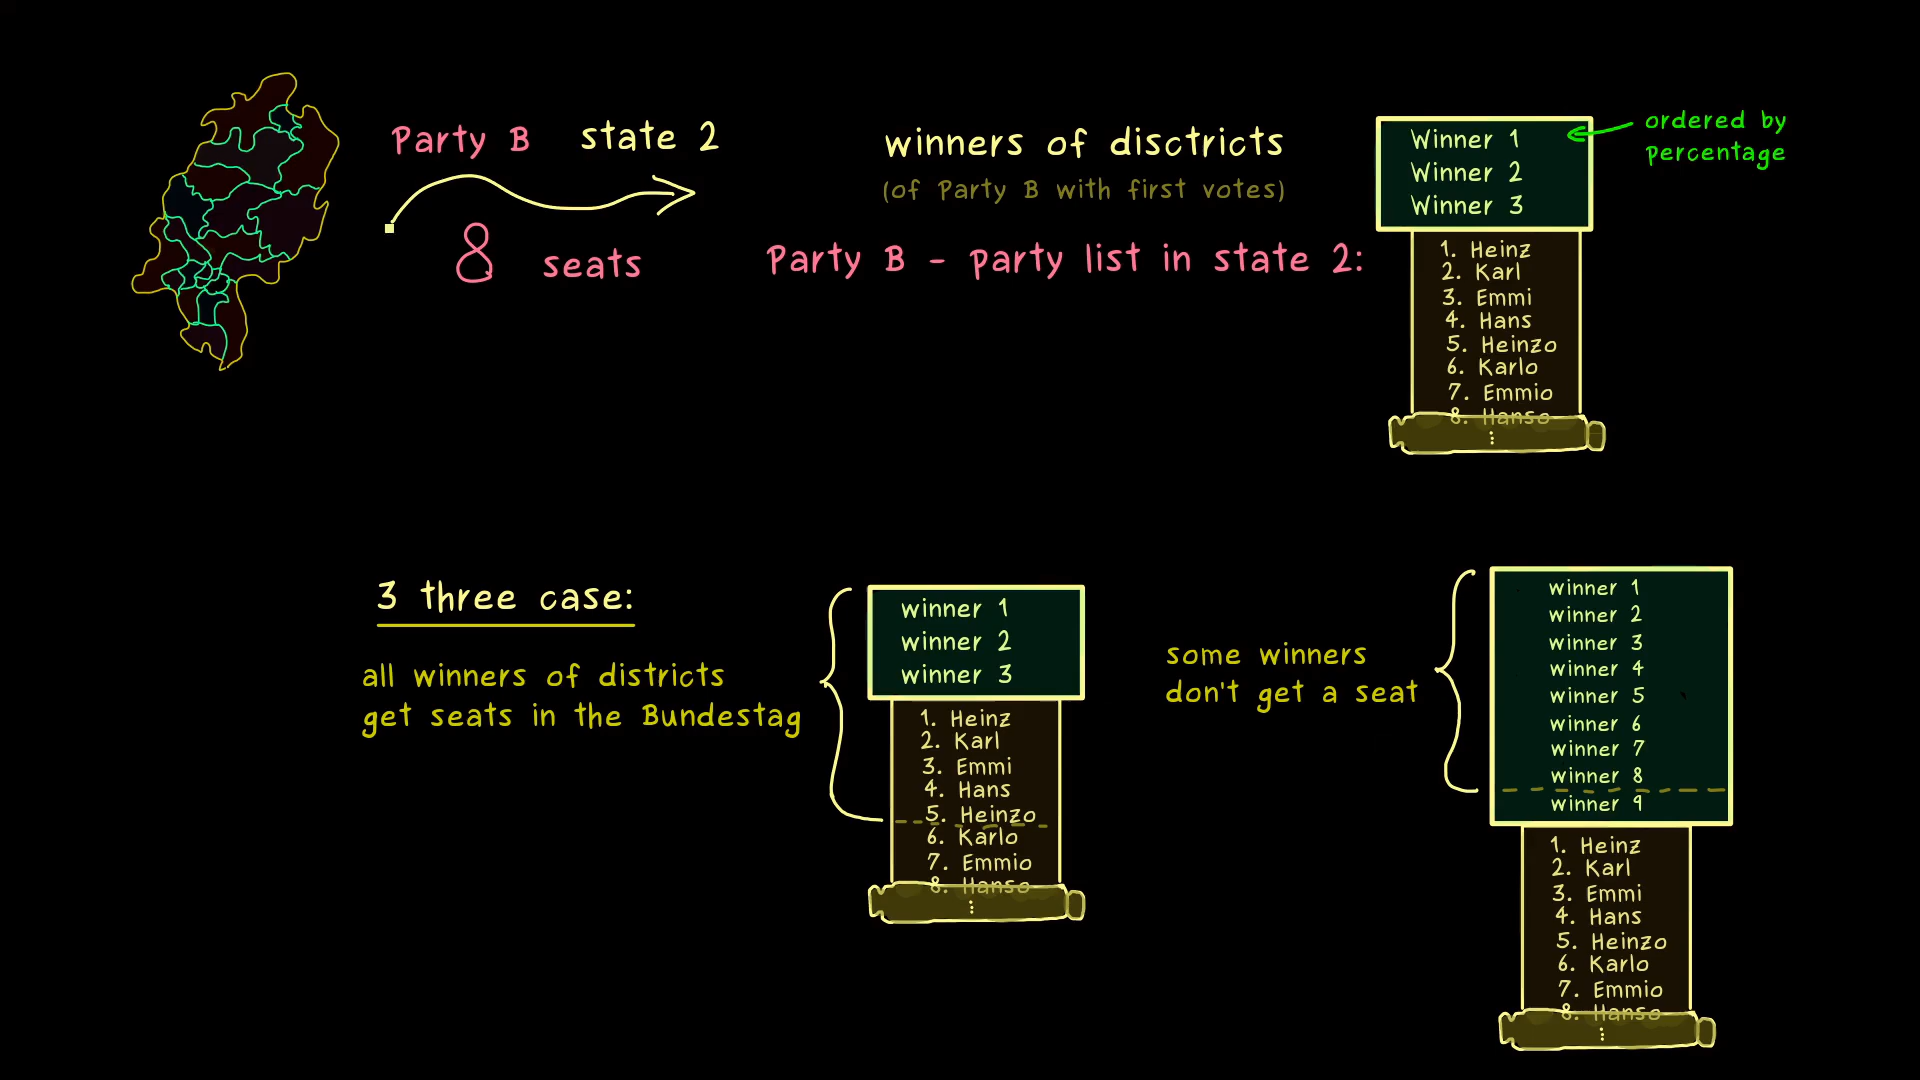 Party B state 2
8 seats
winners of disctricts
(of Party B with first votes)
Party B - party list in state 2:
Winner 1
Winner 2
Winner 3
ordered by
percentage
1. Heinz
2. Karl
3. Emmi
4. Hans
5. Heinzo
6. Karlo
7. Emmio
8. Hanso
⋮
3 three case:
all winners of districts
get seats in the Bundestag
winner 1
winner 2
winner 3
1. Heinz
2. Karl
3. Emmi
4. Hans
5. Heinzo
6. Karlo
7. Emmio
8. Hanso
⋮
some winners
don't get a seat
winner 1
winner 2
winner 3
winner 4
winner 5
winner 6
winner 7
winner 8
winner 9
1. Heinz
2. Karl
3. Emmi
4. Hans
5. Heinzo
6. Karlo
7. Emmio
8. Hanso
⋮